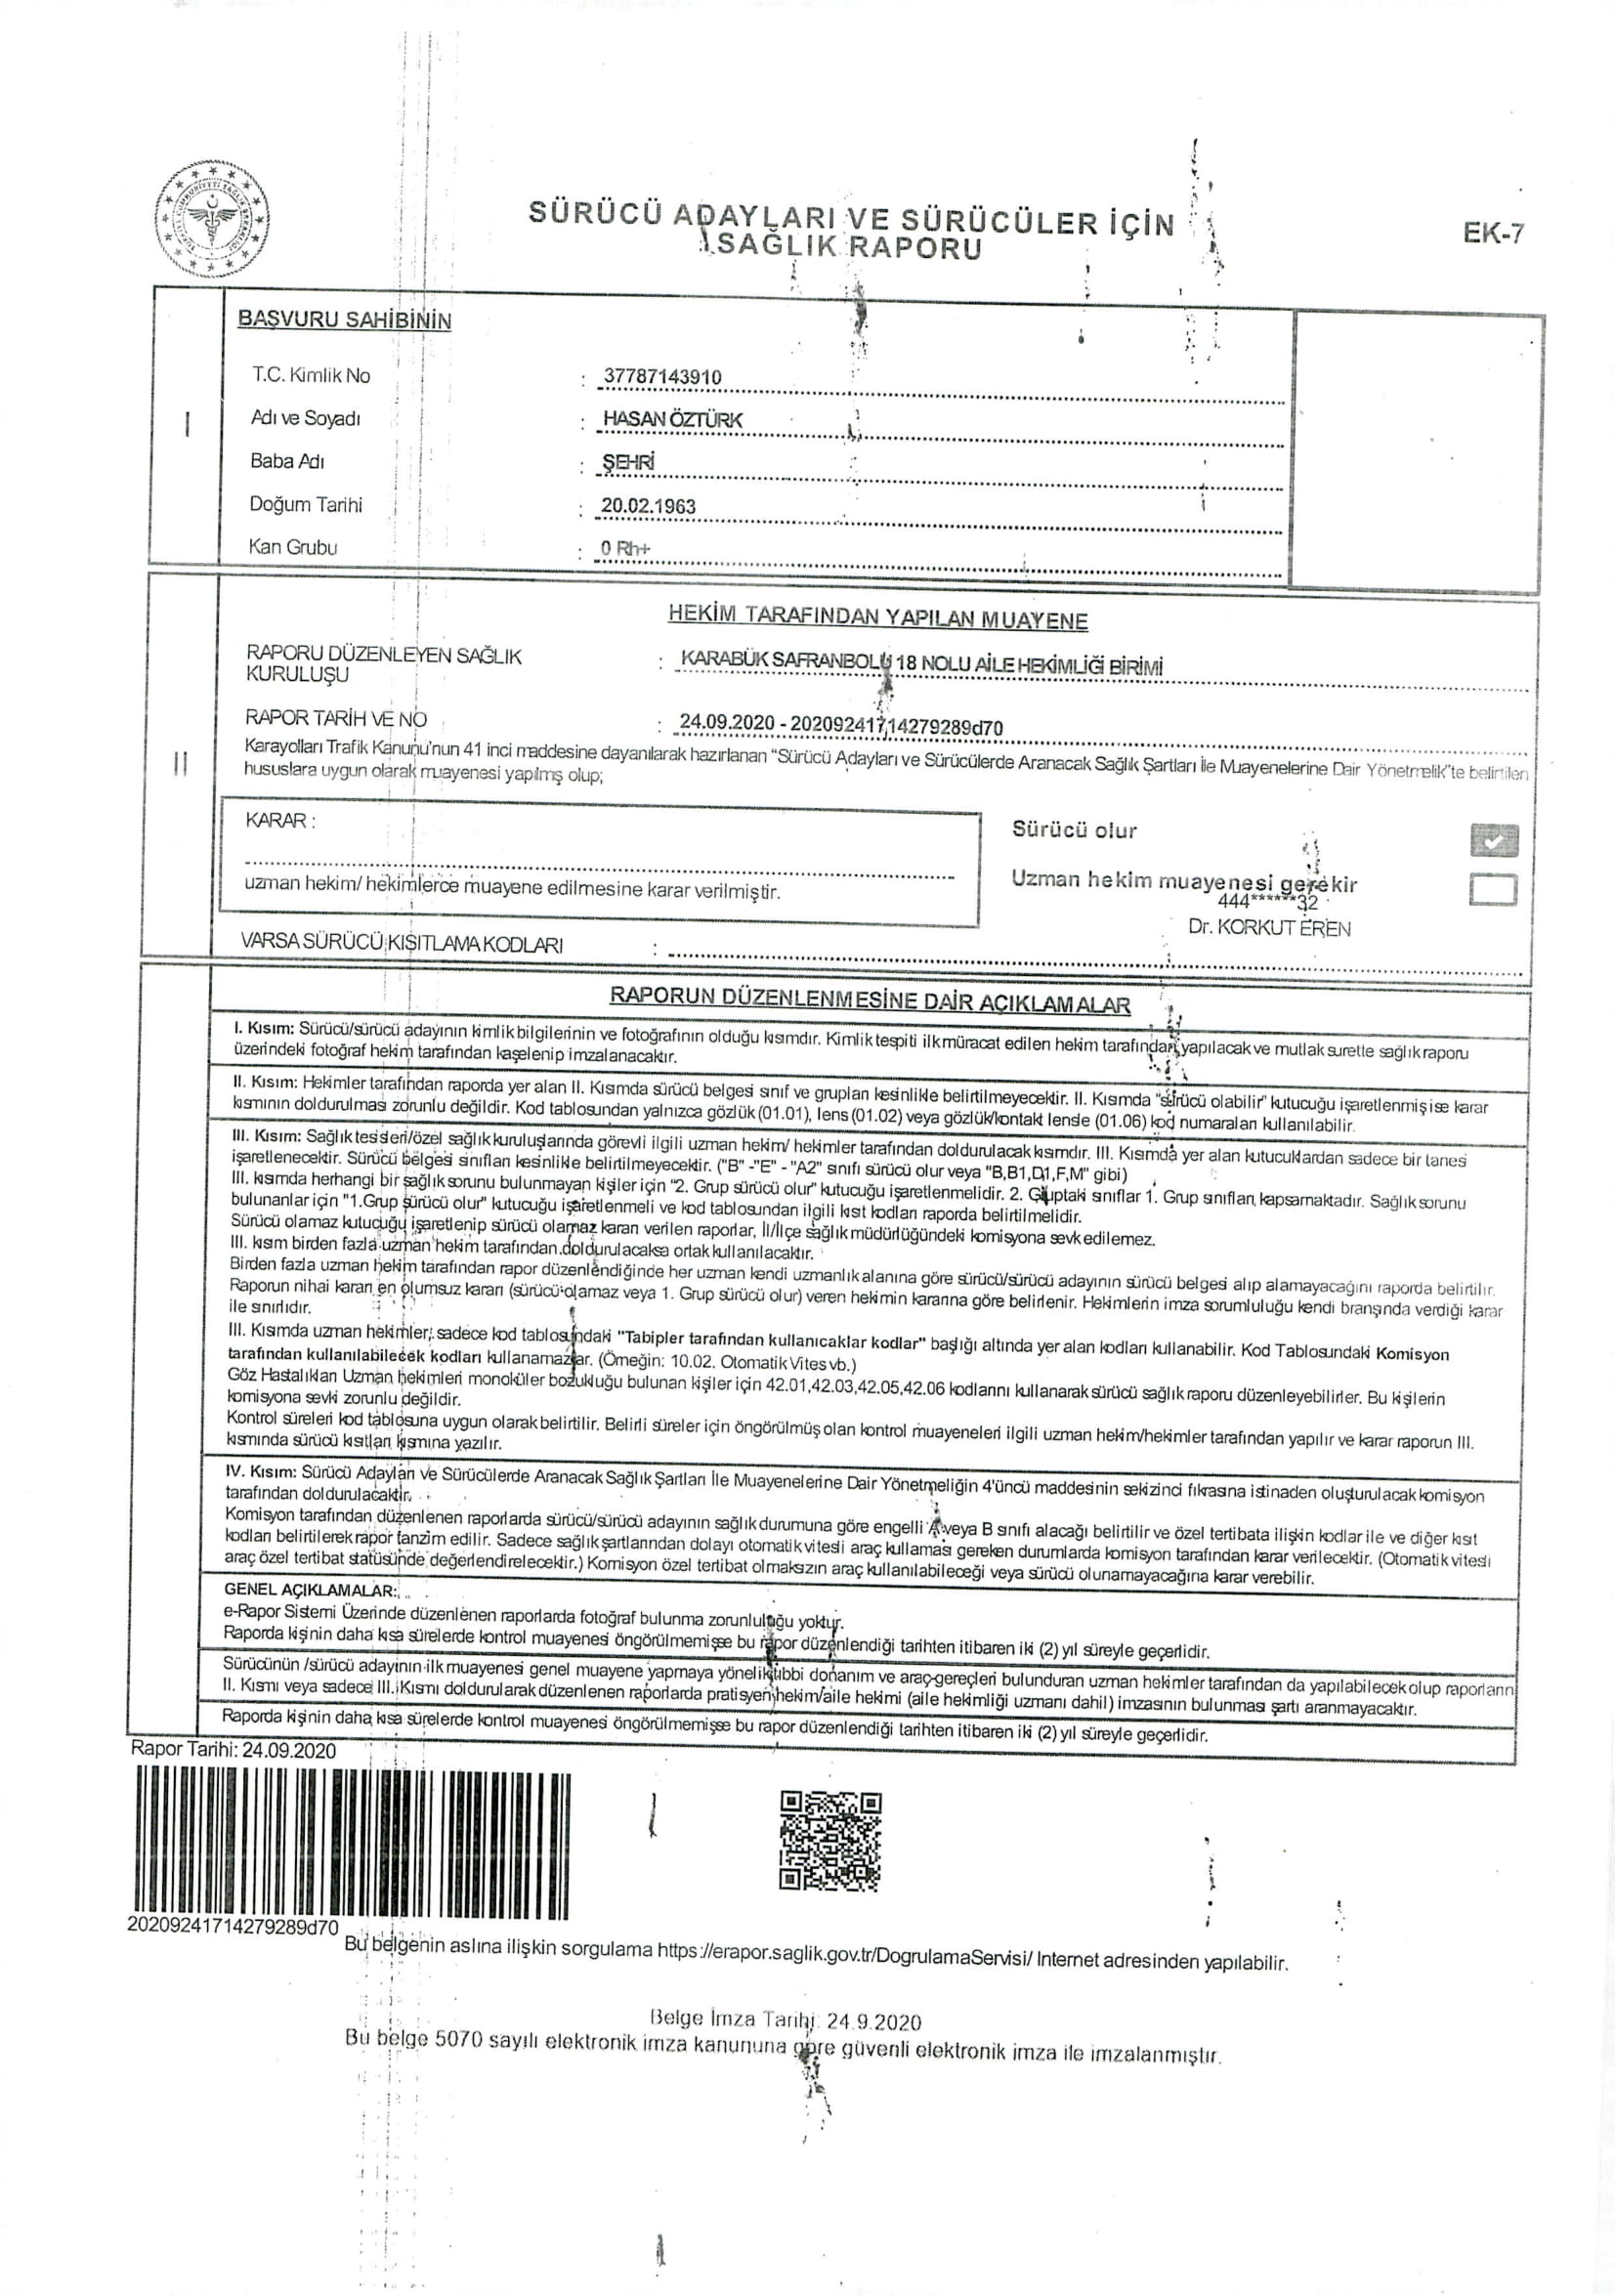 SÜRÜCÜ ADAYLARI VE SÜRÜCÜLER İÇİN
SAĞLIK RAPORU
EK-7
I
BAŞVURU SAHİBİNİN
T.C. Kimlik No : 37787143910
Adı ve Soyadı : HASAN ÖZTÜRK
Baba Adı : ŞEHRİ
Doğum Tarihi : 20.02.1963
Kan Grubu : 0 Rh+
II
HEKİM TARAFINDAN YAPILAN MUAYENE
RAPORU DÜZENLEYEN SAĞLIK
KURULUŞU : KARABÜK SAFRANBOLU 18 NOLU AİLE HEKİMLİĞİ BİRİMİ
RAPOR TARİH VE NO : 24.09.2020 - 20209241714279289d70
Karayolları Trafik Kanunu'nun 41 inci maddesine dayanılarak hazırlanan "Sürücü Adayları ve Sürücülerde Aranacak Sağlık Şartları İle Muayenelerine Dair Yönetmelik"te belirtilen
hususlara uygun olarak muayenesi yapılmış olup;
KARAR :
uzman hekim/ hekimlerce muayene edilmesine karar verilmiştir.
Sürücü olur
Uzman hekim muayenesi gerekir
444******32
Dr. KORKUT EREN
VARSA SÜRÜCÜ KISITLAMA KODLARI :
RAPORUN DÜZENLENMESİNE DAİR AÇIKLAMALAR
I. Kısım: Sürücü/sürücü adayının kimlik bilgilerinin ve fotoğrafının olduğu kısımdır. Kimlik tespiti ilk müracat edilen hekim tarafından yapılacak ve mutlak suretle sağlık raporu
üzerindeki fotoğraf hekim tarafından kaşelenip imzalanacaktır.
II. Kısım: Hekimler tarafından raporda yer alan II. Kısmda sürücü belgesi sınıf ve grupları kesinlikle belirtilmeyecektir. II. Kısmda "sürücü olabilir" kutucuğu işaretlenmiş ise karar
kısmının doldurulması zorunlu değildir. Kod tablosundan yalnızca gözlük (01.01), lens (01.02) veya gözlük/kontakt lensle (01.06) kod numaraları kullanılabilir.
III. Kısım: Sağlık tesisleri/özel sağlık kuruluşlarında görevli ilgili uzman hekim/ hekimler tarafından doldurulacak kısmdır. III. Kısımda yer alan kutucuklardan sadece bir tanesi
işaretlenecektir. Sürücü belgesi sınıfları kesinlikle belirtilmeyecektir. ("B" -"E" - "A2" sınıfı sürücü olur veya "B,B1,D1,F,M" gibi)
III. kısmda herhangi bir sağlık sorunu bulunmayan kişiler için "2. Grup sürücü olur" kutucuğu işaretlenmelidir. 2. Gruptaki sınıflar 1. Grup sınıfları kapsamaktadır. Sağlık sorunu
bulunanlar için "1.Grup sürücü olur" kutucuğu işaretlenmeli ve kod tablosundan ilgili kısıt kodları raporda belirtilmelidir.
Sürücü olamaz kutucuğu işaretlenip sürücü olamaz kararı verilen raporlar, İl/ilçe sağlık müdürlüğündeki komisyona sevk edilemez.
III. kısım birden fazla uzman hekim tarafından doldurulacaksa ortak kullanılacaktır.
Birden fazla uzman hekim tarafından rapor düzenlendiğinde her uzman kendi uzmanlık alanına göre sürücü/sürücü adayının sürücü belgesi alıp alamayacağını raporda belirtilir.
Raporun nihai kararı en olumsuz kararı (sürücü olamaz veya 1. Grup sürücü olur) veren hekimin kararına göre belirlenir. Hekimlerin imza sorumluluğu kendi branşında verdiği karar
ile sınırlıdır.
III. Kısımda uzman hekimler; sadece kod tablosundaki "Tabipler tarafından kullanıcaklar kodlar" başlığı altında yer alan kodları kullanabilir. Kod Tablosundaki Komisyon
tarafından kullanılabilecek kodları kullanamazlar. (Örneğin: 10.02. Otomatik Vites vb.)
Göz Hastalıkları Uzman hekimleri monoküler bozukluğu bulunan kişiler için 42.01,42.03,42.05,42.06 kodlarını kullanarak sürücü sağlık raporu düzenleyebilirler. Bu kişilerin
komisyona sevki zorunlu değildir.
Kontrol süreleri kod tablosuna uygun olarak belirtilir. Belirli süreler için öngörülmüş olan kontrol muayeneleri ilgili uzman hekim/hekimler tarafından yapılır ve karar raporun III.
kısmında sürücü kısıtları kısmına yazılır.
IV. Kısım: Sürücü Adayları ve Sürücülerde Aranacak Sağlık Şartları İle Muayenelerine Dair Yönetmeliğin 4'üncü maddesinin sekizinci fıkrasına istinaden oluşturulacak komisyon
tarafından doldurulacaktır.
Komisyon tarafından düzenlenen raporlarda sürücü/sürücü adayının sağlık durumuna göre engelli A veya B sınıfı alacağı belirtilir ve özel tertibata ilişkin kodlar ile ve diğer kısıt
kodları belirtilerek rapor tanzim edilir. Sadece sağlık şartlarından dolayı otomatik vitesli araç kullaması gereken durumlarda komisyon tarafından karar verilecektir. (Otomatik vitesli
araç özel tertibat statüsünde değerlendirelecektir.) Komisyon özel tertibat olmaksızın araç kullanılabileceği veya sürücü olunamayacağına karar verebilir.
GENEL AÇIKLAMALAR:
e-Rapor Sistemi Üzerinde düzenlenen raporlarda fotoğraf bulunma zorunluluğu yoktur.
Raporda kişinin daha kısa sürelerde kontrol muayenesi öngörülmemişse bu rapor düzenlendiği tarihten itibaren iki (2) yıl süreyle geçerlidir.
Sürücünün /sürücü adayının ilk muayenesi genel muayene yapmaya yönelik tıbbi donanım ve araç-gereçleri bulunduran uzman hekimler tarafından da yapılabilecek olup raporların
II. Kısmı veya sadece III. Kısmı doldurularak düzenlenen raporlarda pratisyen hekim/aile hekimi (aile hekimliği uzmanı dahil) imzasının bulunması şartı aranmayacaktır.
Raporda kişinin daha kısa sürelerde kontrol muayenesi öngörülmemişse bu rapor düzenlendiği tarihten itibaren iki (2) yıl süreyle geçerlidir.
Rapor Tarihi: 24.09.2020
20209241714279289d70
Bu belgenin aslına ilişkin sorgulama https://erapor.saglik.gov.tr/DogrulamaServisi/ Internet adresinden yapılabilir.
Belge İmza Tarihi: 24.9.2020
Bu belge 5070 sayılı elektronik imza kanununa göre güvenli elektronik imza ile imzalanmıştır.